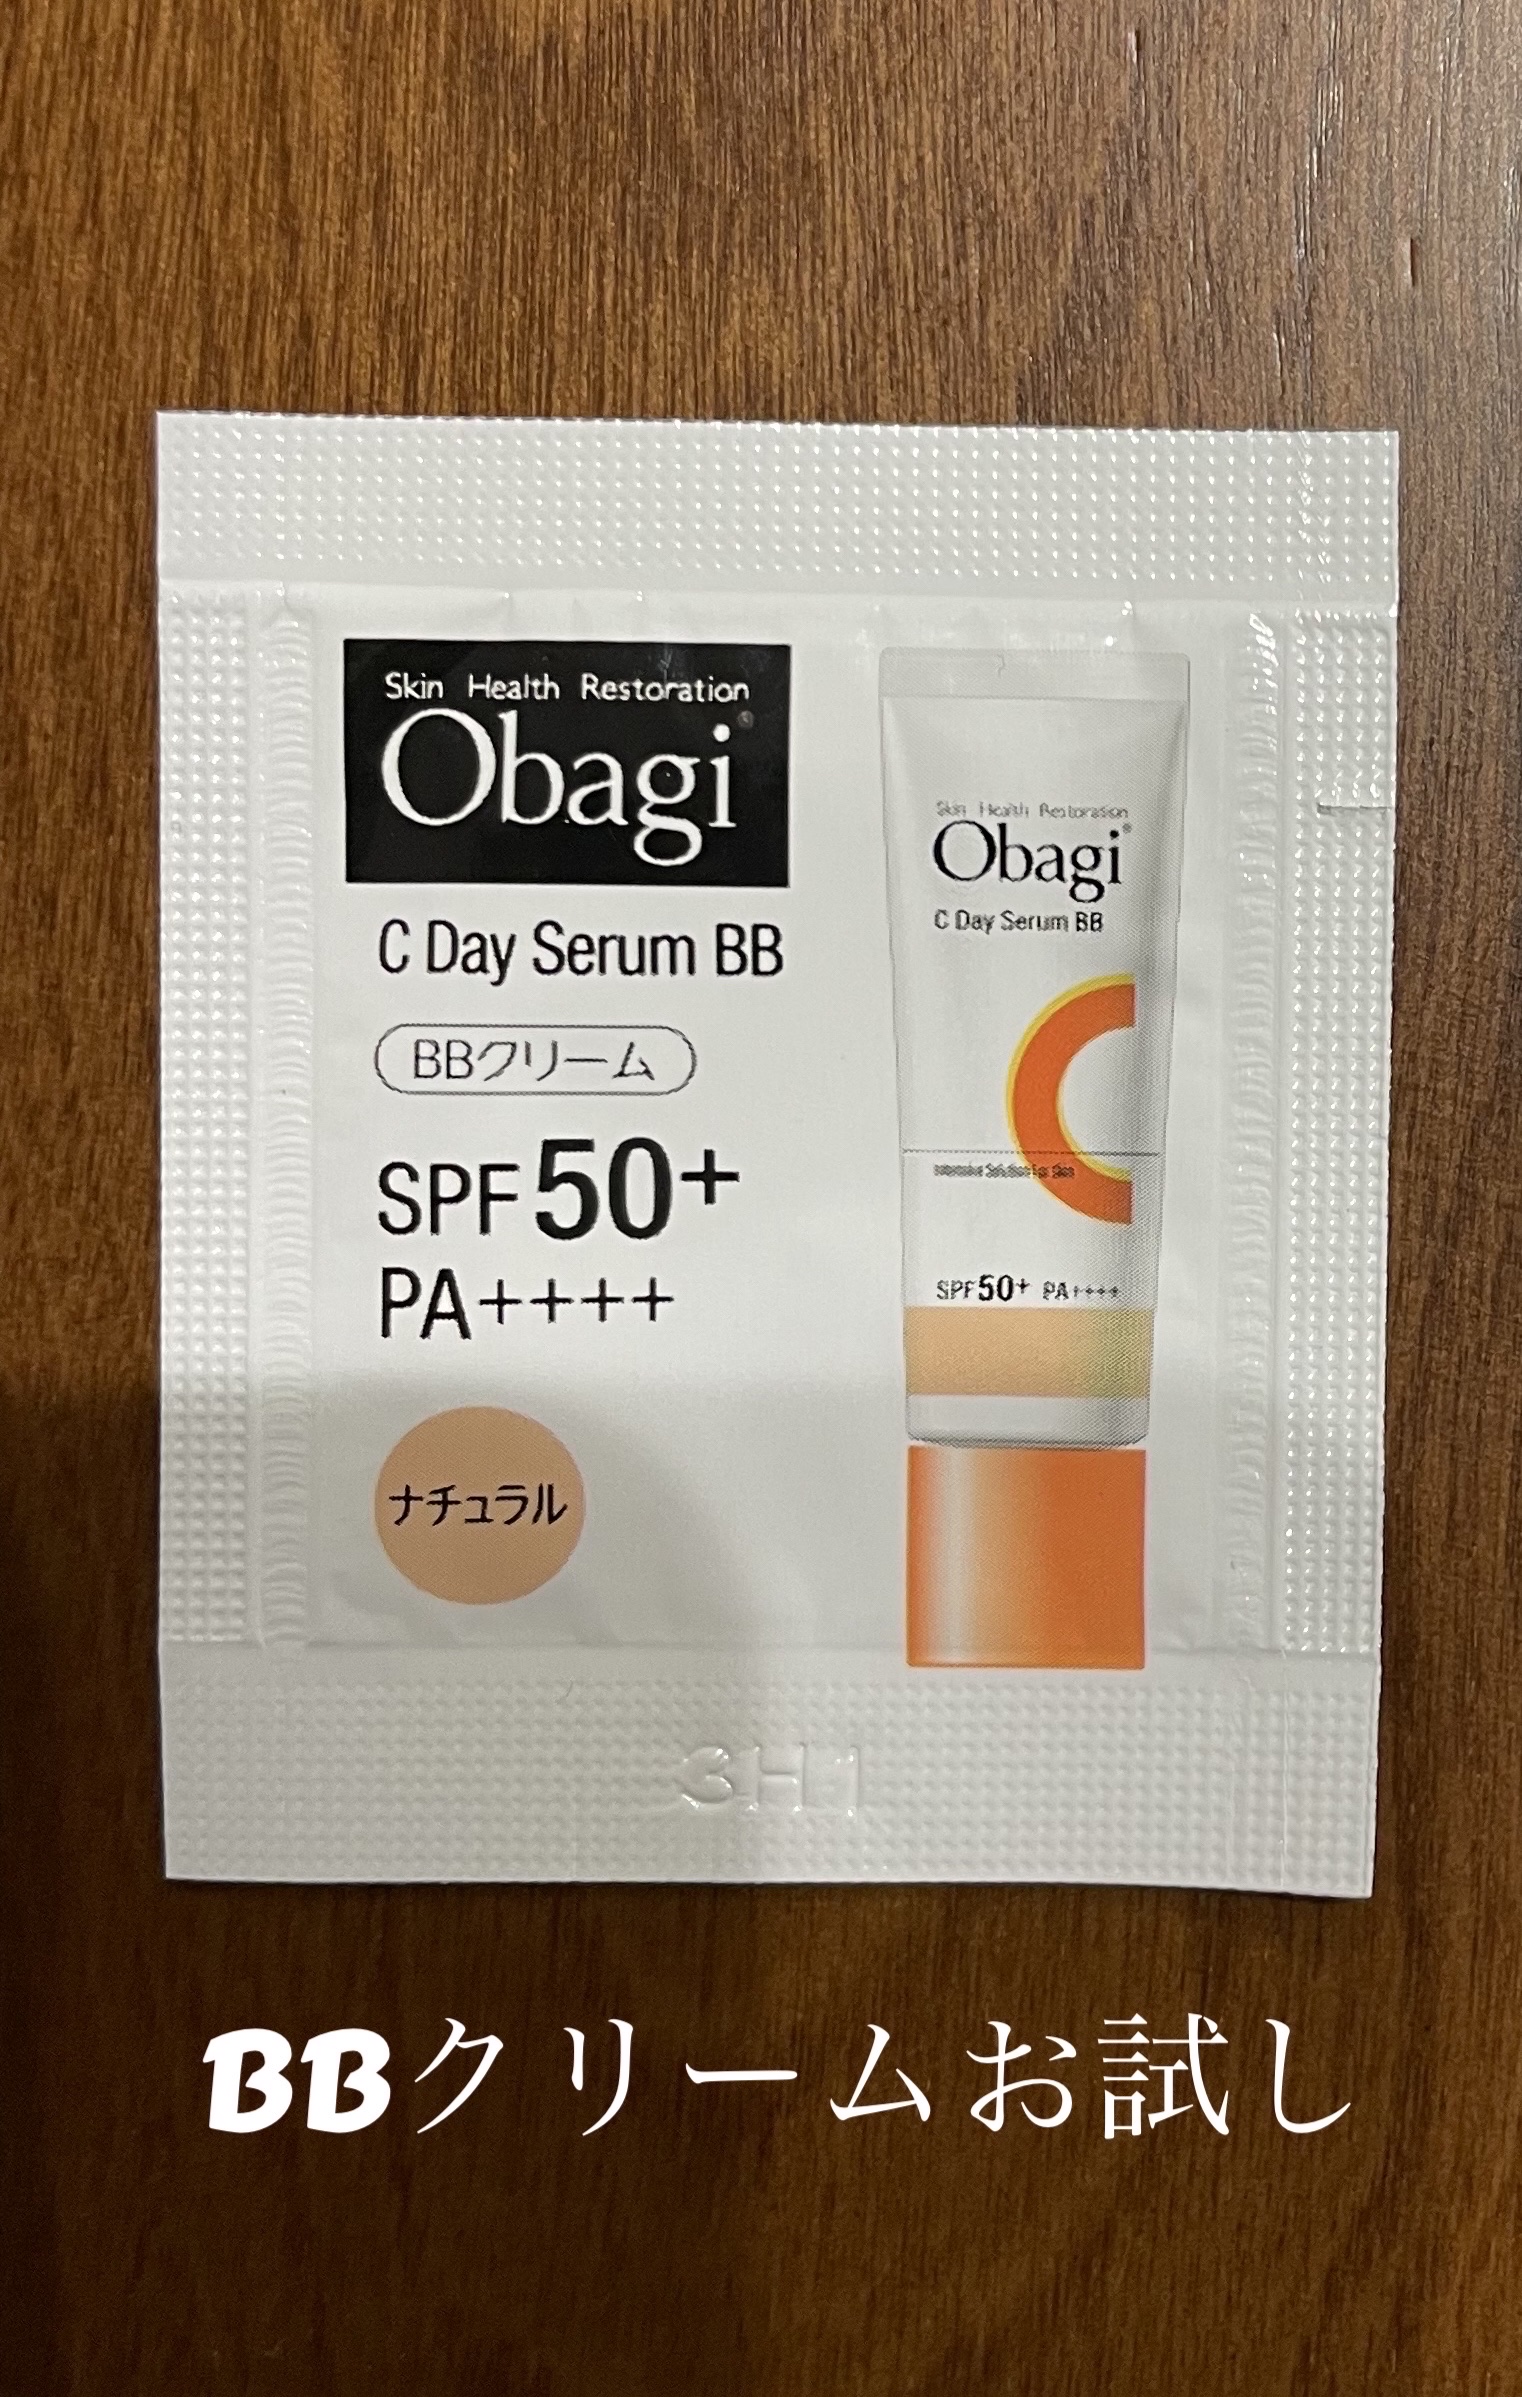 Skin Health Restoration
Obagi®
C Day Serum BB
BBクリーム
SPF50+
PA++++
ナチュラル
Skin Health Restoration
Obagi®
C Day Serum BB
SPF50+ PA++++
3H1
BBクリームお試し